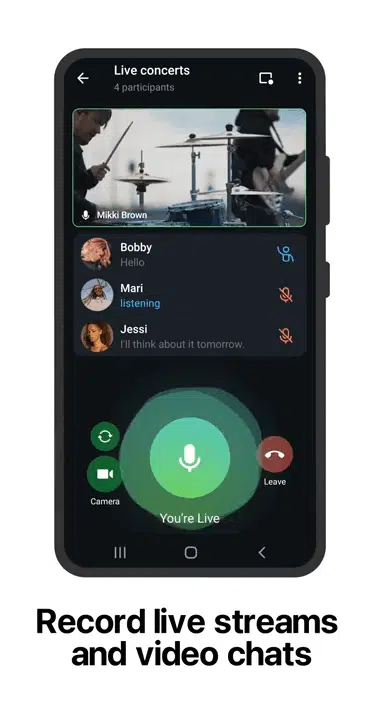 Live concerts
4 participants
Mikki Brown
Bobby
Hello
Mari
listening
Jessi
I'll think about it tomorrow.
Leave
Camera
You're Live
Record live streams
and video chats